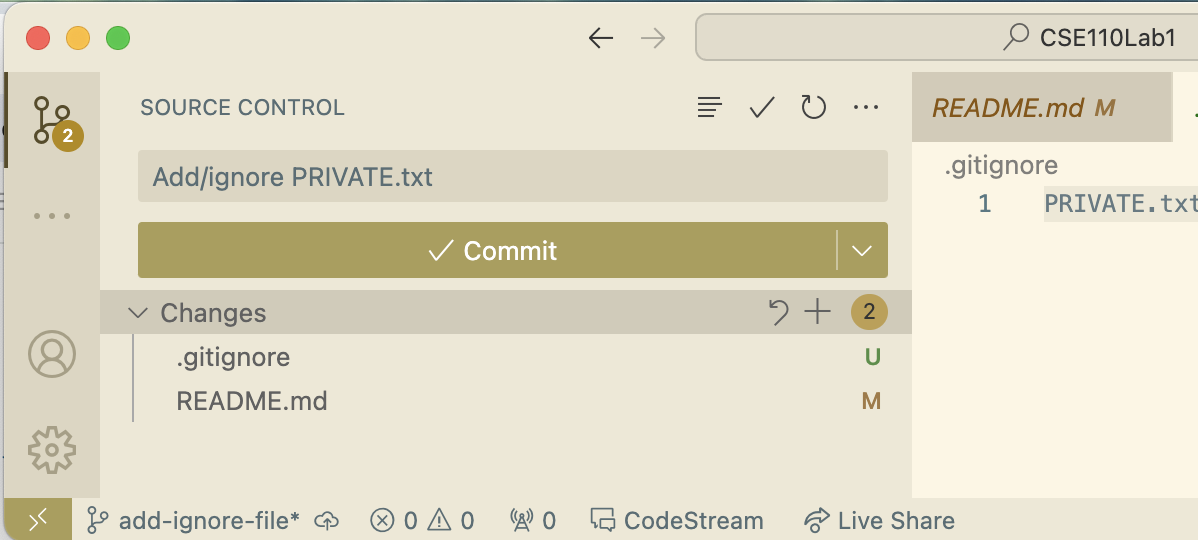 CSE110Lab1
SOURCE CONTROL
2
README.md M
Add/ignore PRIVATE.txt
.gitignore
1 PRIVATE.txt
Commit
Changes 2
.gitignore U
README.md M
add-ignore-file* 0 0 0 CodeStream Live Share